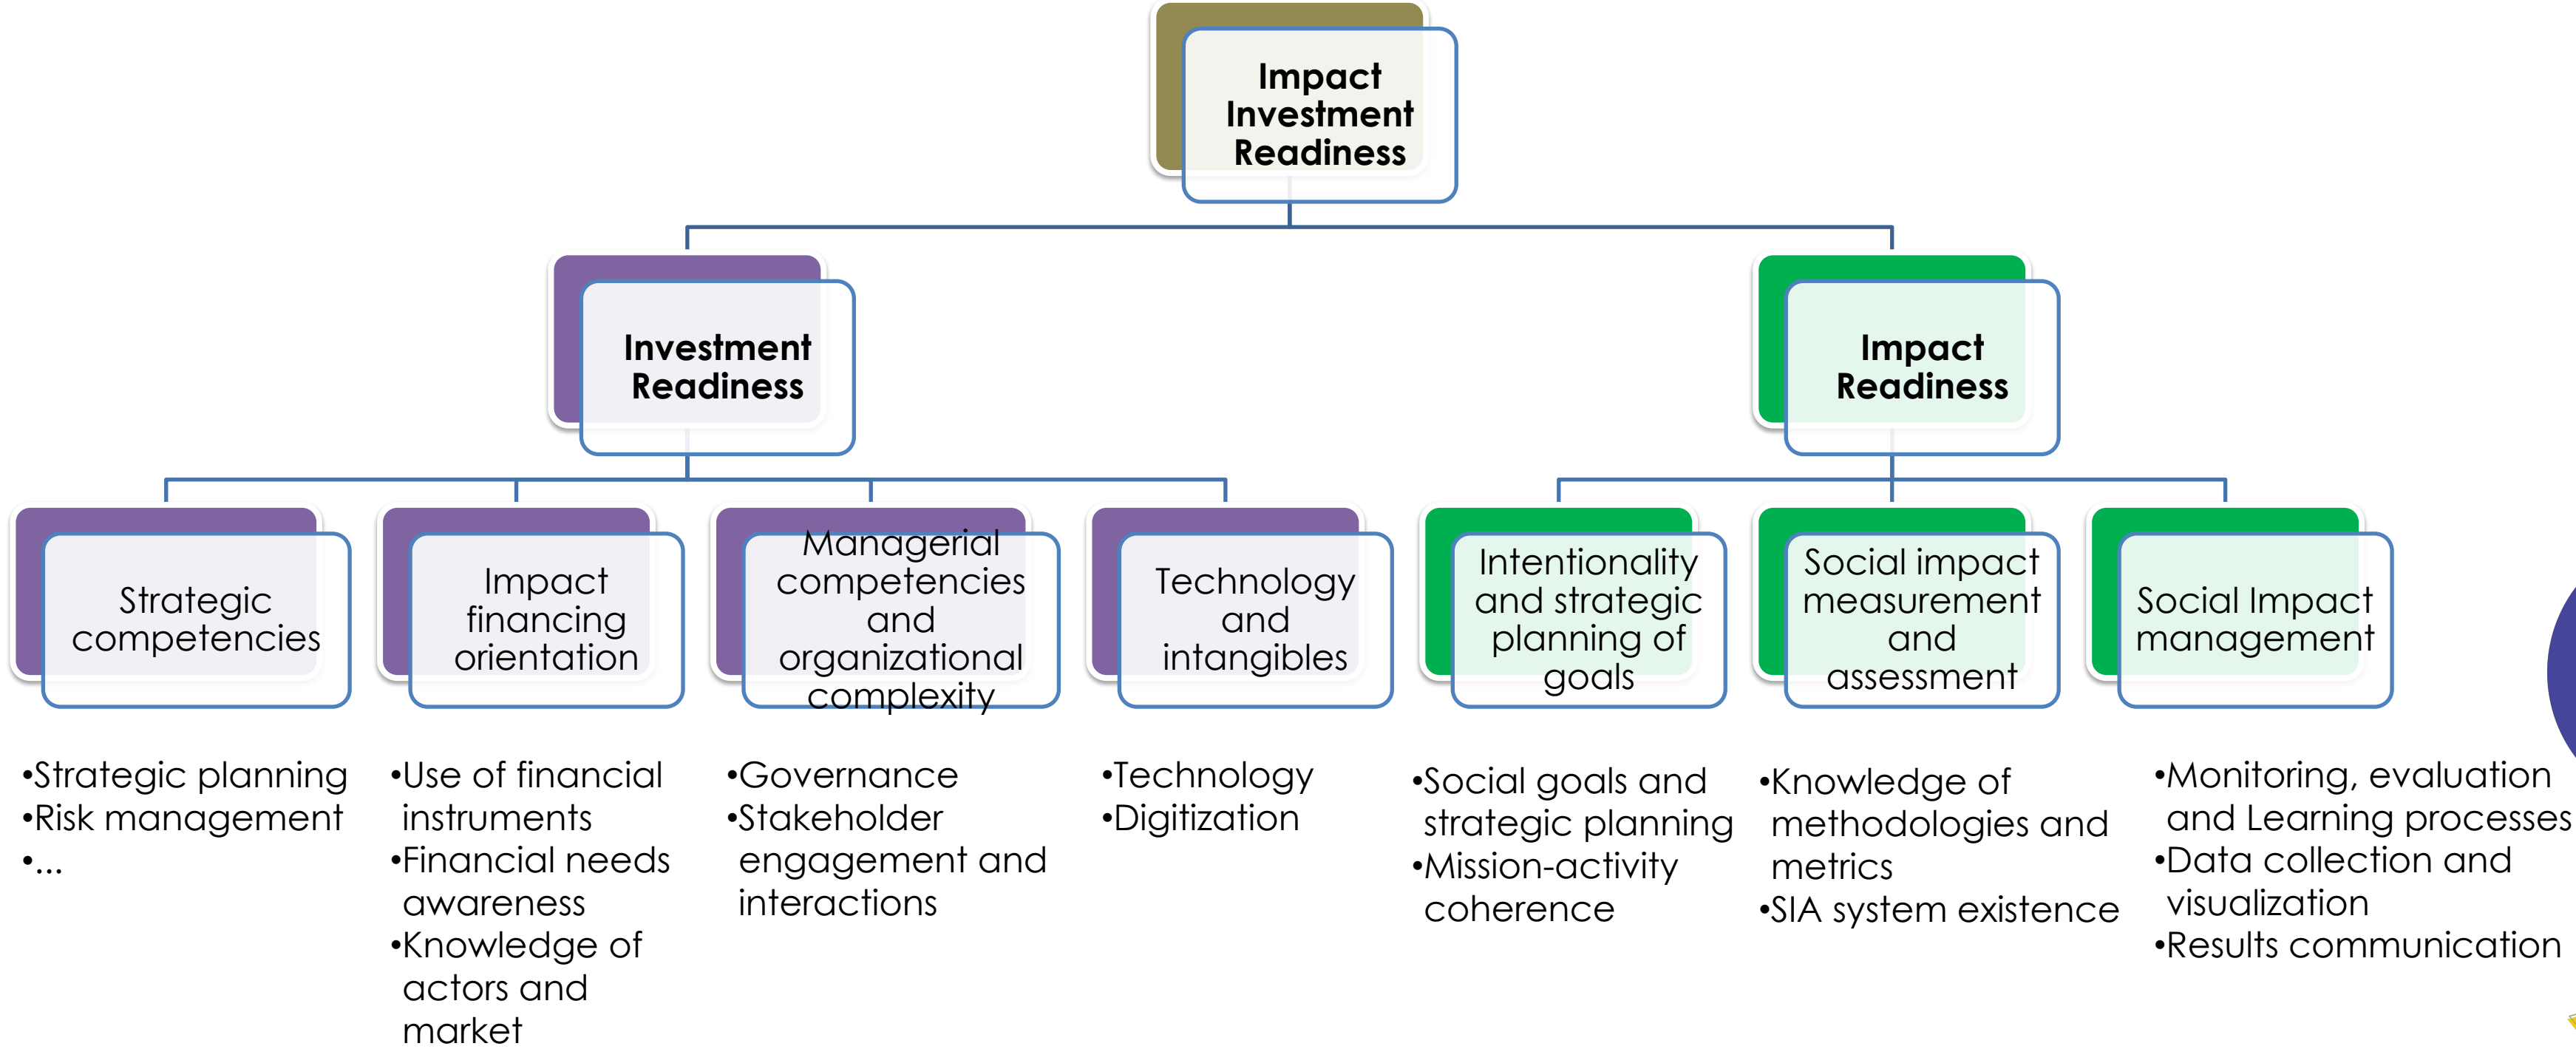 Impact
Investment
Readiness
Investment
Readiness
Impact
Readiness
Strategic
competencies
Impact
financing
orientation
Managerial
competencies
and
organizational
complexity
Technology
and
intangibles
Intentionality
and strategic
planning of
goals
Social impact
measurement
and
assessment
Social Impact
management
•Strategic planning
•Risk management
•...
•Use of financial
instruments
•Financial needs
awareness
•Knowledge of
actors and
market
•Governance
•Stakeholder
engagement and
interactions
•Technology
•Digitization
•Social goals and
strategic planning
•Mission-activity
coherence
•Knowledge of
methodologies and
metrics
•SIA system existence
•Monitoring, evaluation
and Learning processes
•Data collection and
visualization
•Results communication